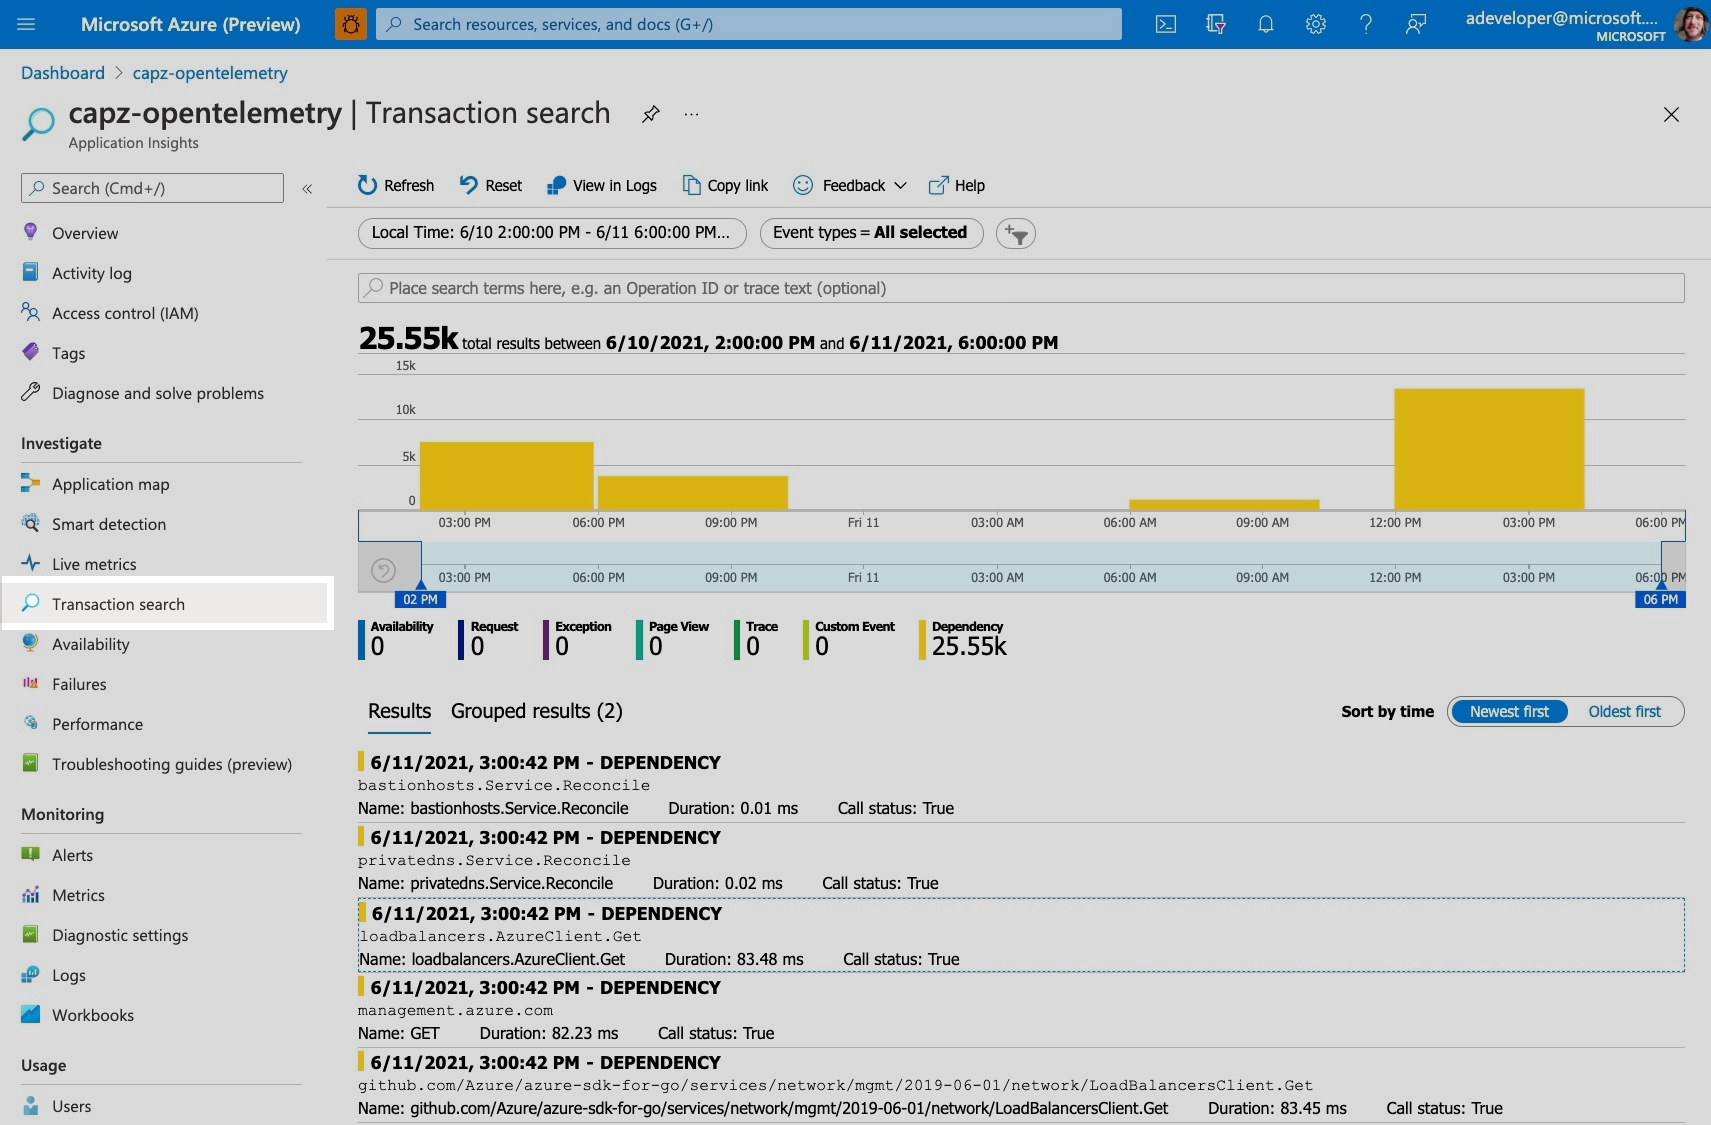 Microsoft Azure (Preview)
Search resources, services, and docs (G+/)
adeveloper@microsoft....
MICROSOFT
Dashboard > capz-opentelemetry
capz-opentelemetry | Transaction search
Application Insights
Search (Cmd+/)
Overview
Activity log
Access control (IAM)
Tags
Diagnose and solve problems
Investigate
Application map
Smart detection
Live metrics
Transaction search
Availability
Failures
Performance
Troubleshooting guides (preview)
Monitoring
Alerts
Metrics
Diagnostic settings
Logs
Workbooks
Usage
Users
Refresh Reset View in Logs Copy link Feedback Help
Local Time: 6/10 2:00:00 PM - 6/11 6:00:00 PM... Event types = All selected
Place search terms here, e.g. an Operation ID or trace text (optional)
25.55k total results between 6/10/2021, 2:00:00 PM and 6/11/2021, 6:00:00 PM
15k
10k
5k
0
03:00 PM 06:00 PM 09:00 PM Fri 11 03:00 AM 06:00 AM 09:00 AM 12:00 PM 03:00 PM 06:00 PM
03:00 PM 06:00 PM 09:00 PM Fri 11 03:00 AM 06:00 AM 09:00 AM 12:00 PM 03:00 PM 06:00 PM
02 PM 06 PM
Availability Request Exception Page View Trace Custom Event Dependency
0 0 0 0 0 0 25.55k
Results Grouped results (2) Sort by time Newest first Oldest first
6/11/2021, 3:00:42 PM - DEPENDENCY
bastionhosts.Service.Reconcile
Name: bastionhosts.Service.Reconcile Duration: 0.01 ms Call status: True
6/11/2021, 3:00:42 PM - DEPENDENCY
privatedns.Service.Reconcile
Name: privatedns.Service.Reconcile Duration: 0.02 ms Call status: True
6/11/2021, 3:00:42 PM - DEPENDENCY
loadbalancers.AzureClient.Get
Name: loadbalancers.AzureClient.Get Duration: 83.48 ms Call status: True
6/11/2021, 3:00:42 PM - DEPENDENCY
management.azure.com
Name: GET Duration: 82.23 ms Call status: True
6/11/2021, 3:00:42 PM - DEPENDENCY
github.com/Azure/azure-sdk-for-go/services/network/mgmt/2019-06-01/network/LoadBalancersClient.Get
Name: github.com/Azure/azure-sdk-for-go/services/network/mgmt/2019-06-01/network/LoadBalancersClient.Get Duration: 83.45 ms Call status: True